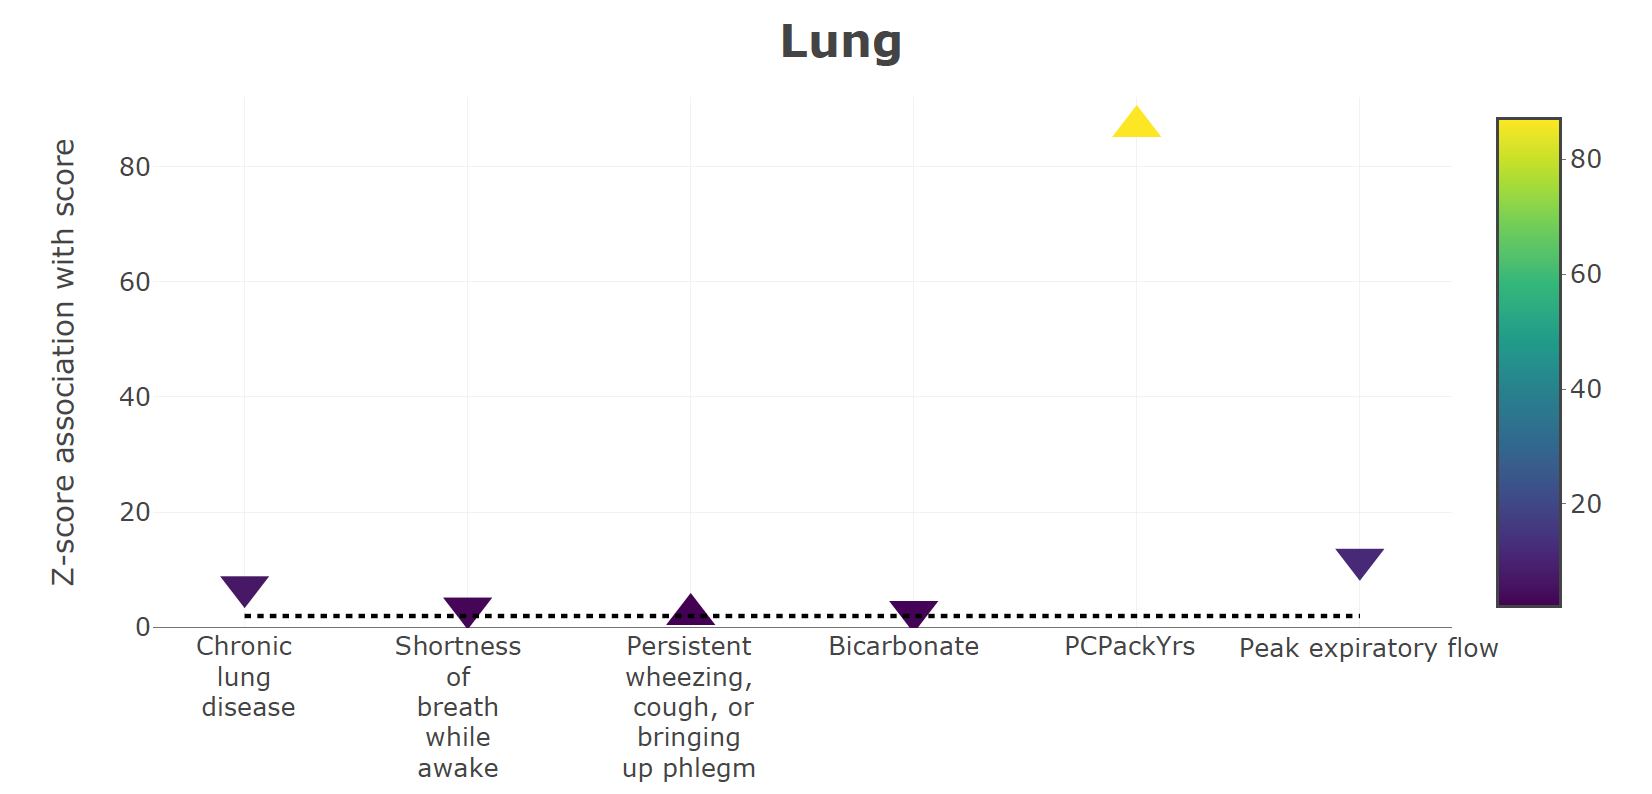 Lung
Z-score association with score
80
60
40
20
0
Chronic
lung
disease
Shortness
of
breath
while
awake
Persistent
wheezing,
cough, or
bringing
up phlegm
Bicarbonate
PCPackYrs
Peak expiratory flow
80
60
40
20